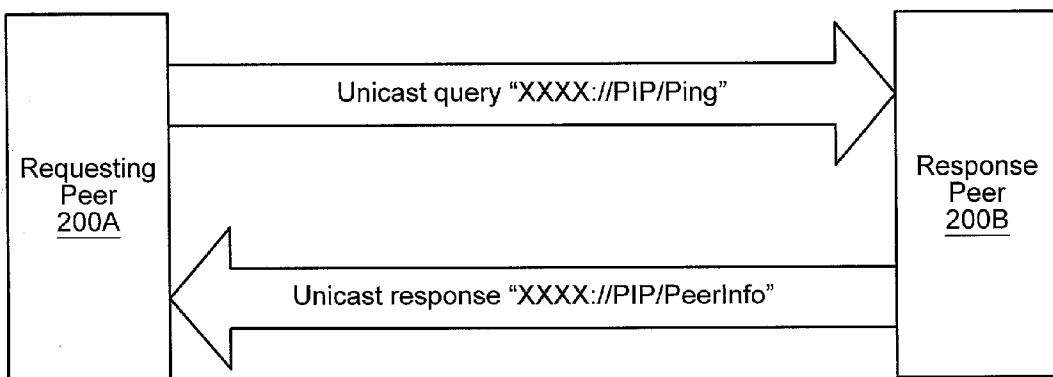 Unicast query “XXXX://PIP/Ping”
Requesting
Peer
200A
Response
Peer
200B
Unicast response “XXXX://PIP/PeerInfo”